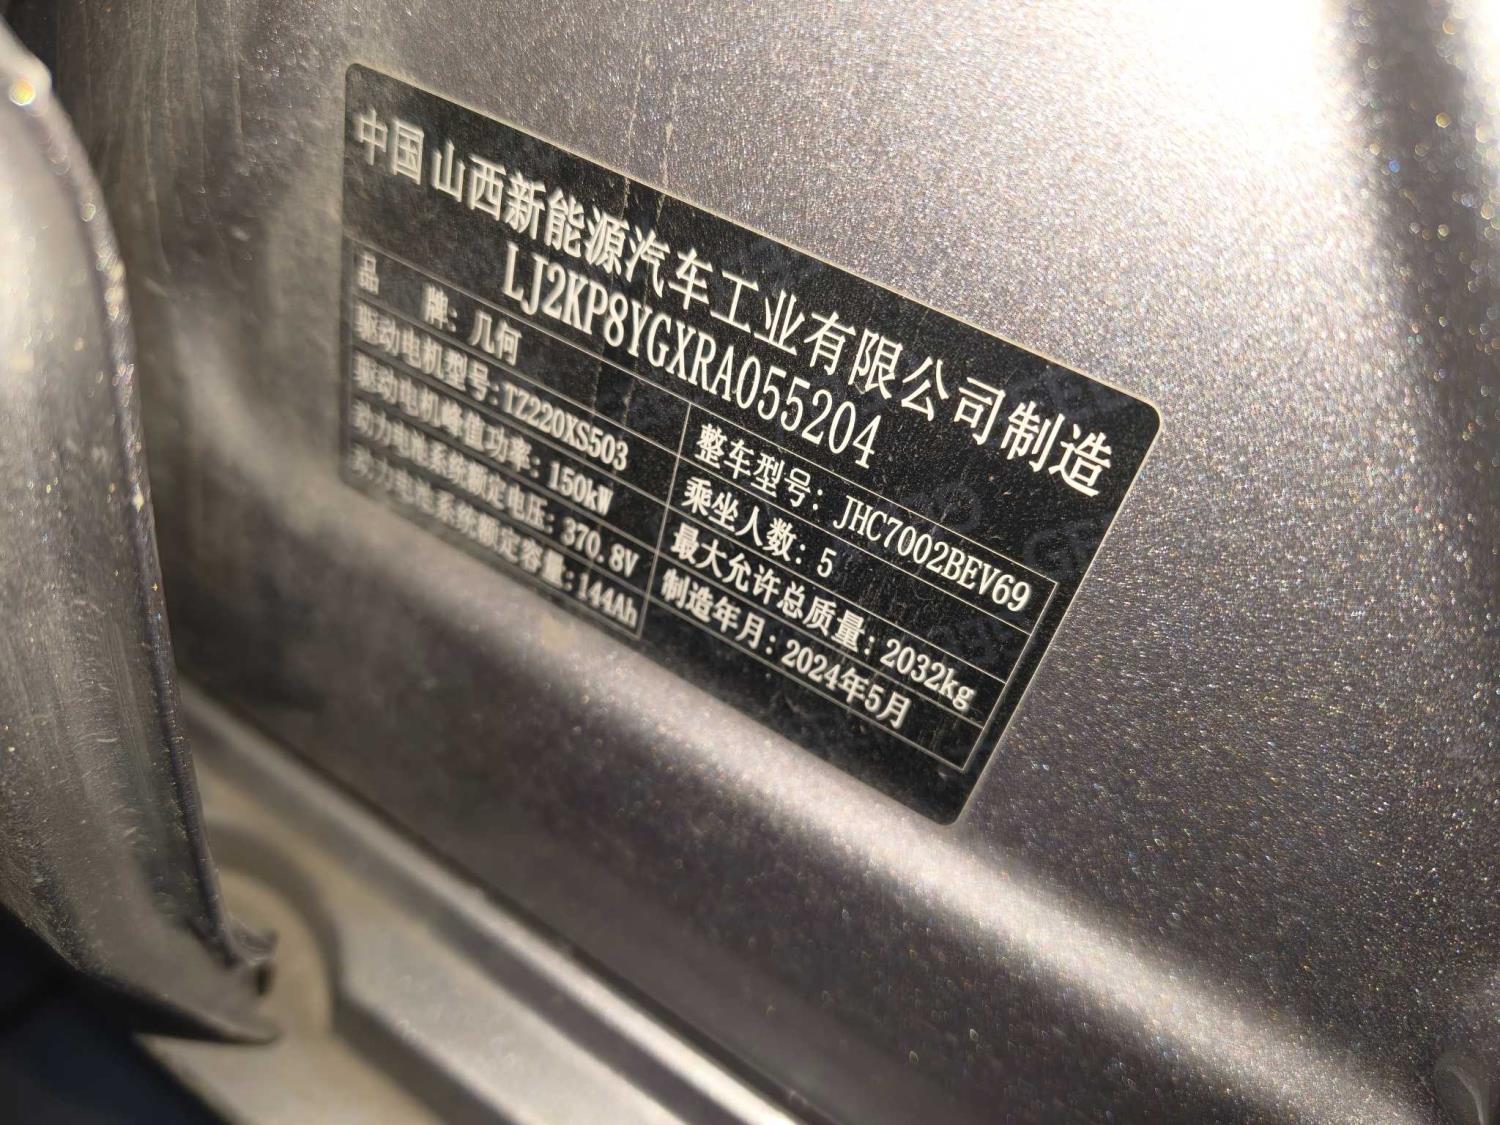 中国山西新能源汽车工业有限公司制造
LJ2KP8YGXRA055204
品 牌：几何
整车型号：JHC7002BEV69
驱动电机型号：TZ220XS503
乘坐人数：5
驱动电机峰值功率：150kW
最大允许总质量：2032kg
动力电池系统额定电压：370.8V
制造年月：2024年5月
动力电池系统额定容量：144Ah